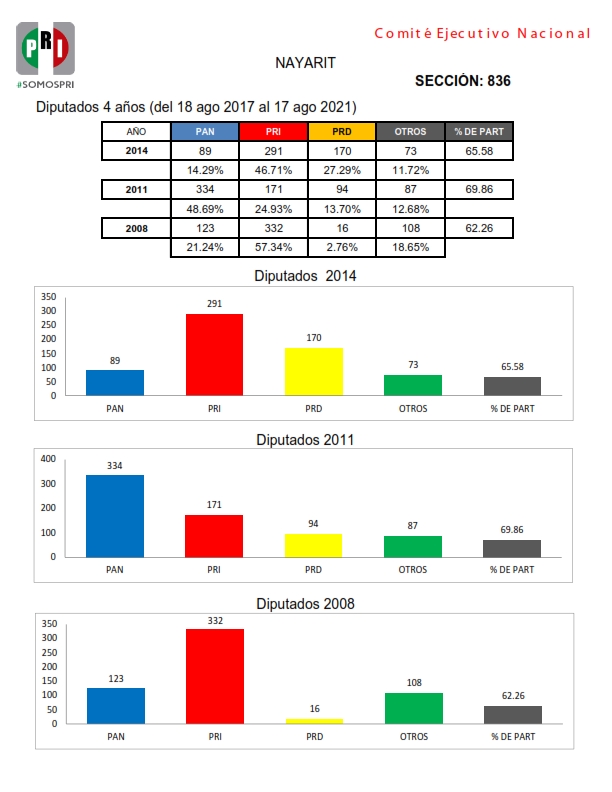 PRI
#SOMOSPRI
Comité Ejecutivo Nacional
NAYARIT
SECCIÓN: 836
Diputados 4 años (del 18 ago 2017 al 17 ago 2021)
AÑO PAN PRI PRD OTROS % DE PART
2014 89 291 170 73 65.58
14.29% 46.71% 27.29% 11.72%
2011 334 171 94 87 69.86
48.69% 24.93% 13.70% 12.68%
2008 123 332 16 108 62.26
21.24% 57.34% 2.76% 18.65%
Diputados 2014
350
300
250
200
150
100
50
0
89 291 170 73 65.58
PAN PRI PRD OTROS % DE PART
Diputados 2011
400
300
200
100
0
334 171 94 87 69.86
PAN PRI PRD OTROS % DE PART
Diputados 2008
350
300
250
200
150
100
50
0
123 332 16 108 62.26
PAN PRI PRD OTROS % DE PART